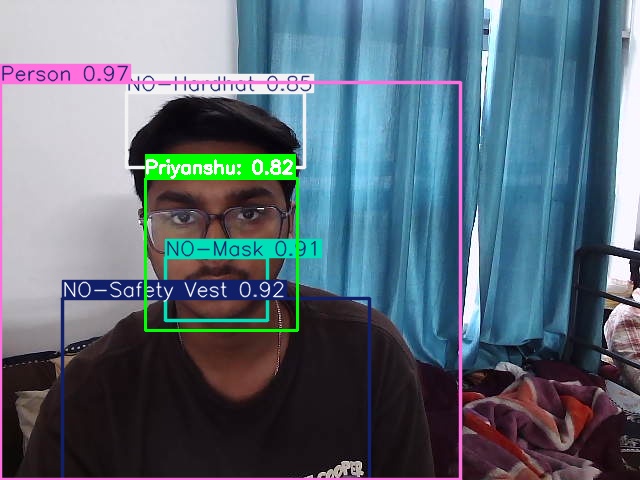 Person 0.97
NO-Hardhat 0.85
Priyanshu: 0.82
NO-Mask 0.91
NO-Safety Vest 0.92
COOPER